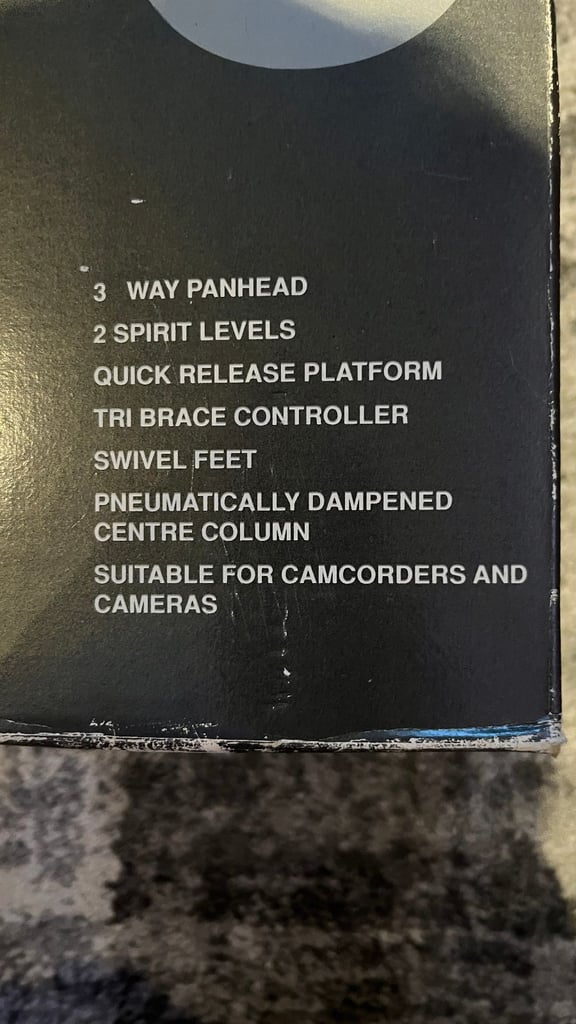 3 WAY PANHEAD
2 SPIRIT LEVELS
QUICK RELEASE PLATFORM
TRI BRACE CONTROLLER
SWIVEL FEET
PNEUMATICALLY DAMPENED
CENTRE COLUMN
SUITABLE FOR CAMCORDERS AND
CAMERAS